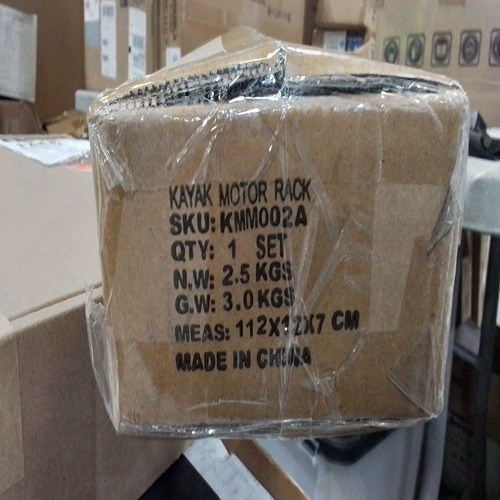 KAYAK MOTOR RACK
SKU: KMM002A
QTY: 1 SET
N.W: 2.5 KGS
G.W: 3.0 KGS
MEAS: 112X12X7 CM
MADE IN CHINA